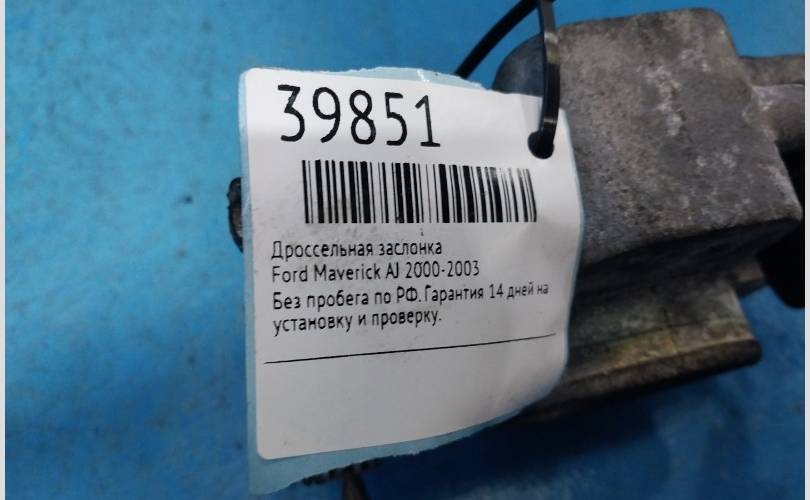 39851
Дроссельная заслонка
Ford Maverick AJ 2000-2003
Без пробега по РФ. Гарантия 14 дней на
установку и проверку.